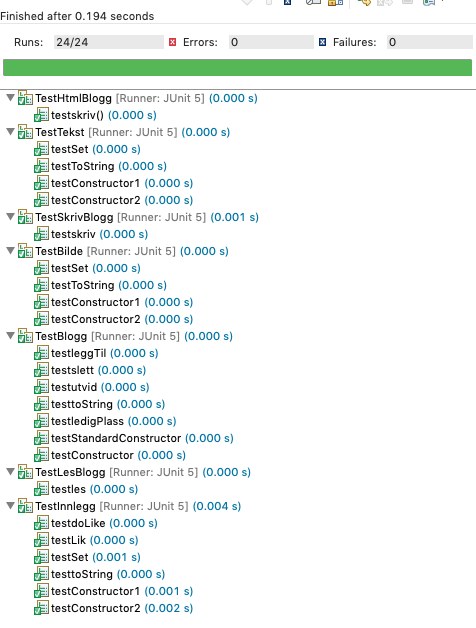 Finished after 0.194 seconds
Runs: 24/24 Errors: 0 Failures: 0
TestHtmlBlogg [Runner: JUnit 5] (0.000 s)
testskriv() (0.000 s)
TestTekst [Runner: JUnit 5] (0.000 s)
testSet (0.000 s)
testToString (0.000 s)
testConstructor1 (0.000 s)
testConstructor2 (0.000 s)
TestSkrivBlogg [Runner: JUnit 5] (0.001 s)
testskriv (0.000 s)
TestBilde [Runner: JUnit 5] (0.000 s)
testSet (0.000 s)
testToString (0.000 s)
testConstructor1 (0.000 s)
testConstructor2 (0.000 s)
TestBlogg [Runner: JUnit 5] (0.000 s)
testleggTil (0.000 s)
testslett (0.000 s)
testutvid (0.000 s)
testtoString (0.000 s)
testledigPlass (0.000 s)
testStandardConstructor (0.000 s)
testConstructor (0.000 s)
TestLesBlogg [Runner: JUnit 5] (0.000 s)
testles (0.000 s)
TestInnlegg [Runner: JUnit 5] (0.004 s)
testdoLike (0.000 s)
testLik (0.000 s)
testSet (0.001 s)
testtoString (0.000 s)
testConstructor1 (0.001 s)
testConstructor2 (0.002 s)